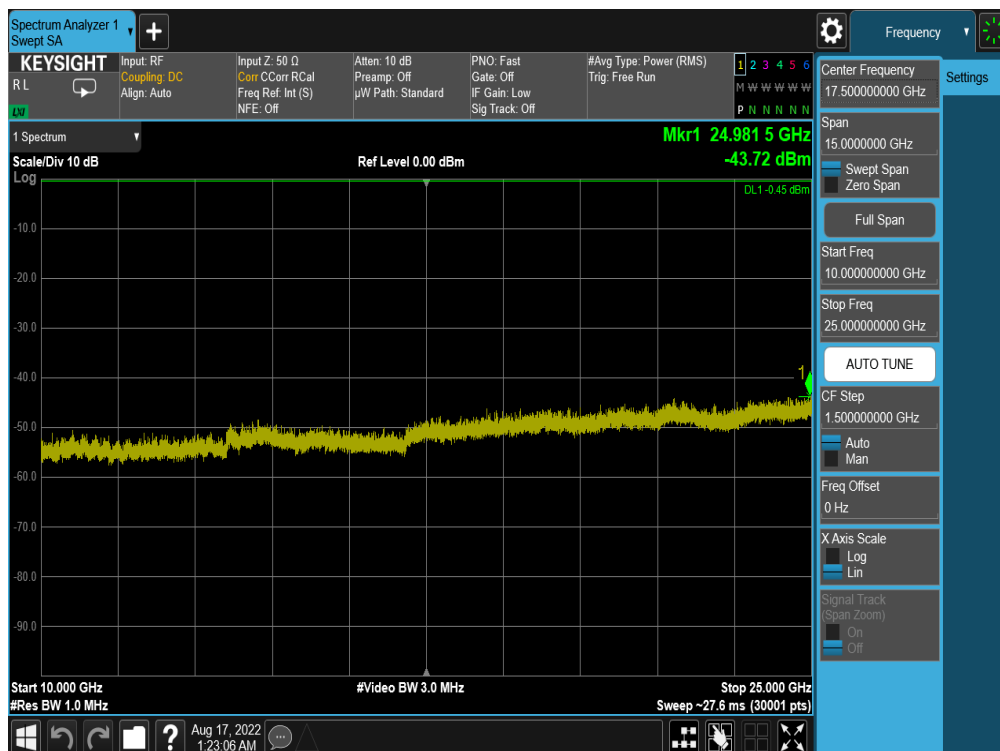 Spectrum Analyzer 1
Swept SA
Frequency
KEYSIGHT
R L
LXI
Input: RF
Coupling: DC
Align: Auto
Input Z: 50 Ω
Corr CCorr RCal
Freq Ref: Int (S)
NFE: Off
Atten: 10 dB
Preamp: Off
µW Path: Standard
PNO: Fast
Gate: Off
IF Gain: Low
Sig Track: Off
#Avg Type: Power (RMS)
Trig: Free Run
1 2 3 4 5 6
M W W W W W
P N N N N N
1 Spectrum
Scale/Div 10 dB
Log
Ref Level 0.00 dBm
Mkr1 24.981 5 GHz
-43.72 dBm
DL1 -0.45 dBm
-10.0
-20.0
-30.0
-40.0
-50.0
-60.0
-70.0
-80.0
-90.0
1
Start 10.000 GHz
#Res BW 1.0 MHz
#Video BW 3.0 MHz
Stop 25.000 GHz
Sweep ~27.6 ms (30001 pts)
Center Frequency
17.500000000 GHz
Span
15.0000000 GHz
Swept Span
Zero Span
Full Span
Start Freq
10.000000000 GHz
Stop Freq
25.000000000 GHz
AUTO TUNE
CF Step
1.500000000 GHz
Auto
Man
Freq Offset
0 Hz
X Axis Scale
Log
Lin
Signal Track
(Span Zoom)
On
Off
Settings
?
Aug 17, 2022
1:23:06 AM